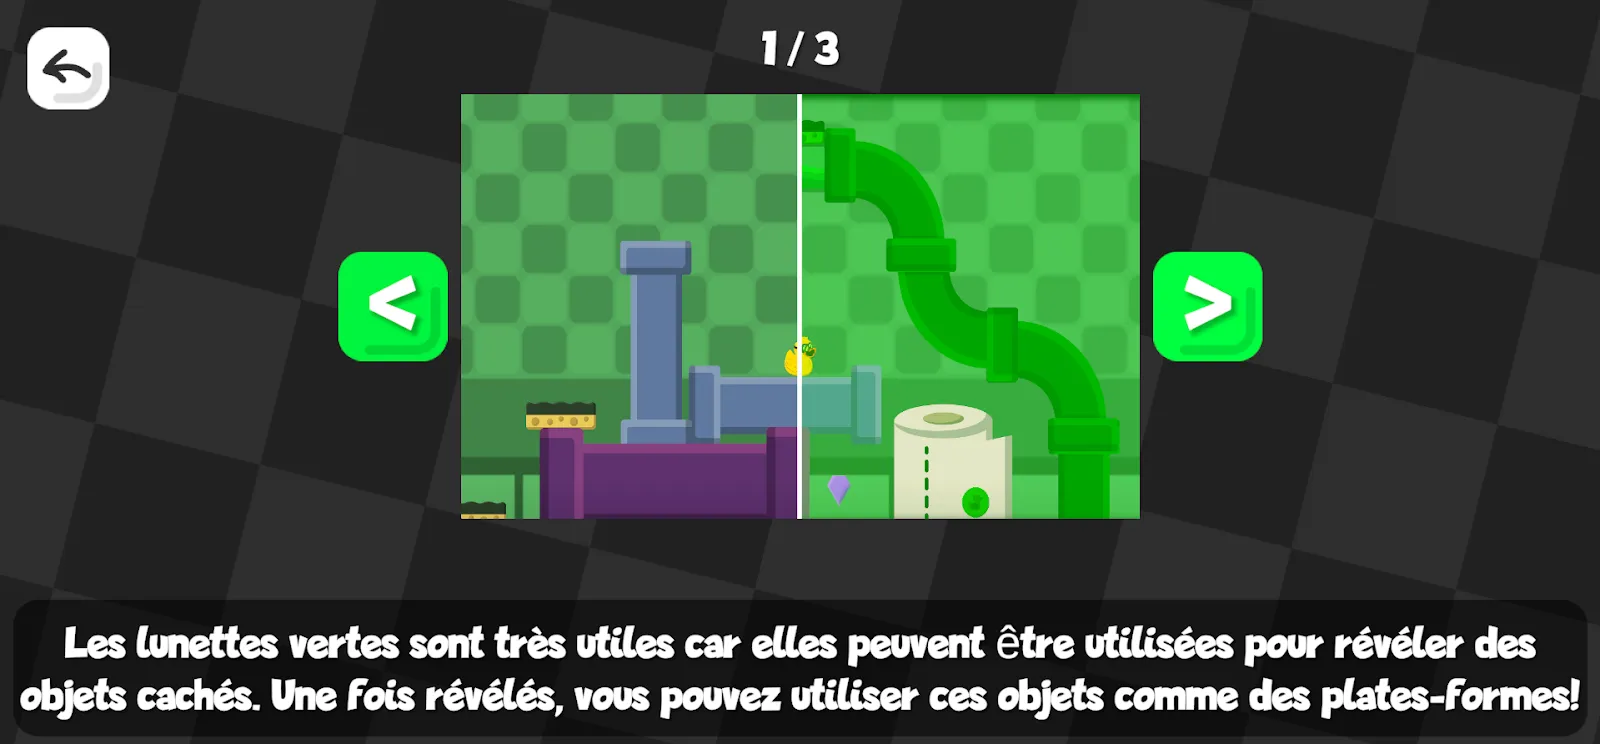 1 / 3
<
>
Les lunettes vertes sont très utiles car elles peuvent être utilisées pour révéler des
objets cachés. Une fois révélés, vous pouvez utiliser ces objets comme des plates-formes!